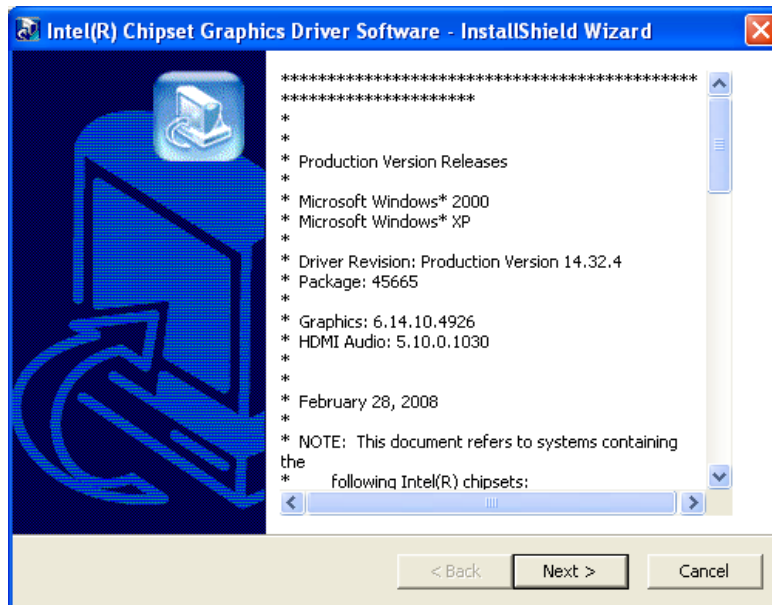 Intel(R) Chipset Graphics Driver Software - InstallShield Wizard
*********************************************
*********************
*
*
* Production Version Releases
*
* Microsoft Windows* 2000
* Microsoft Windows* XP
*
* Driver Revision: Production Version 14.32.4
* Package: 45665
*
* Graphics: 6.14.10.4926
* HDMI Audio: 5.10.0.1030
*
*
* February 28, 2008
*
* NOTE:  This document refers to systems containing
the
*       following Intel(R) chipsets:
< Back
Next >
Cancel